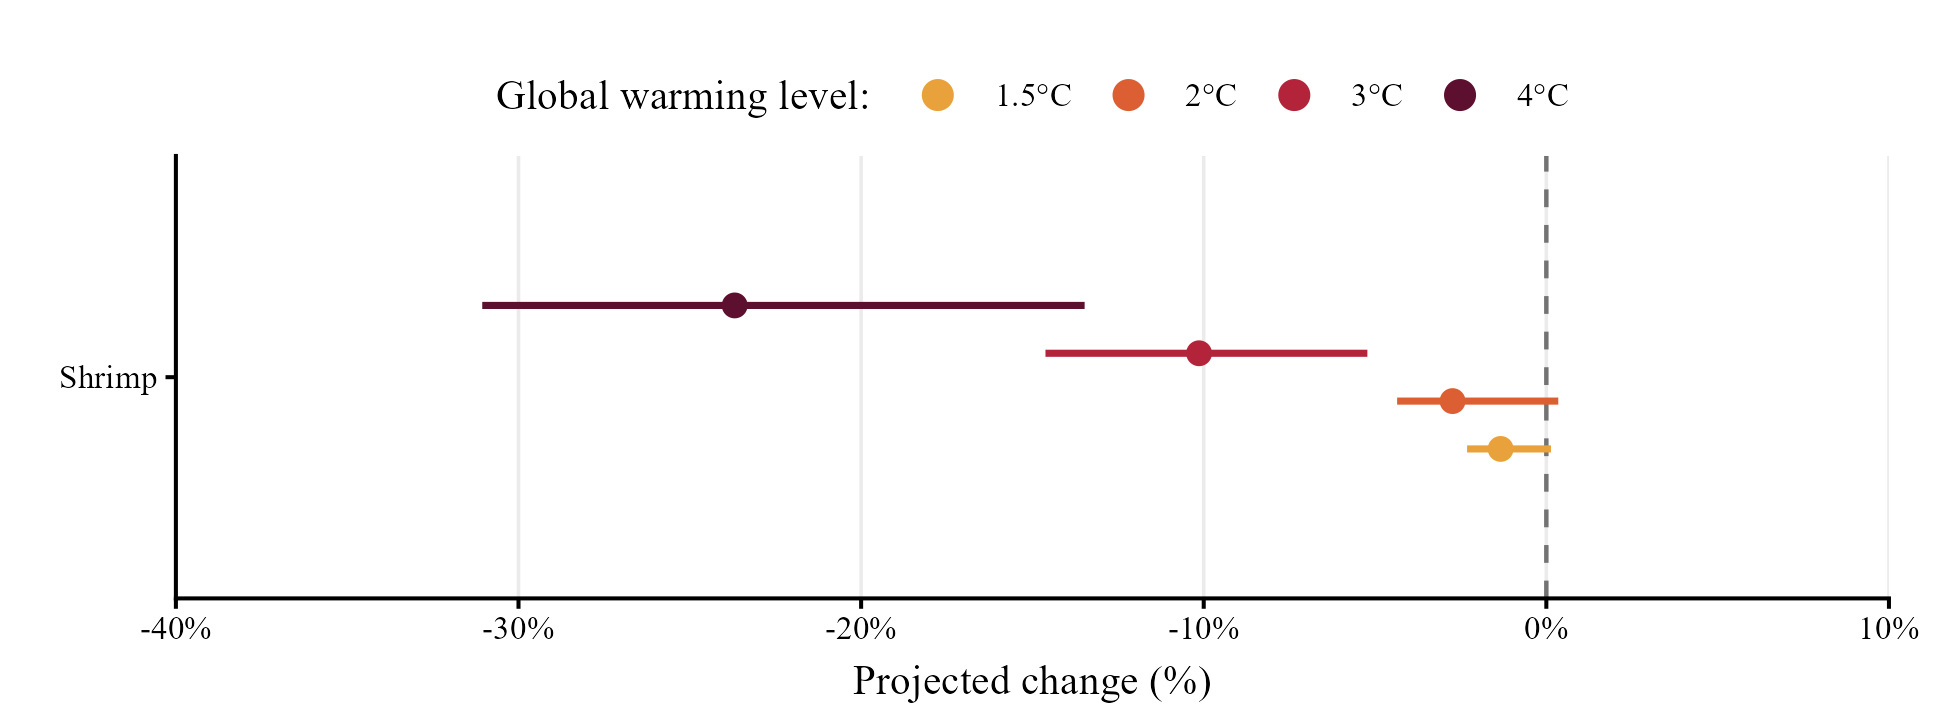 Global warming level: 1.5°C 2°C 3°C 4°C
Shrimp
-40% -30% -20% -10% 0% 10%
Projected change (%)